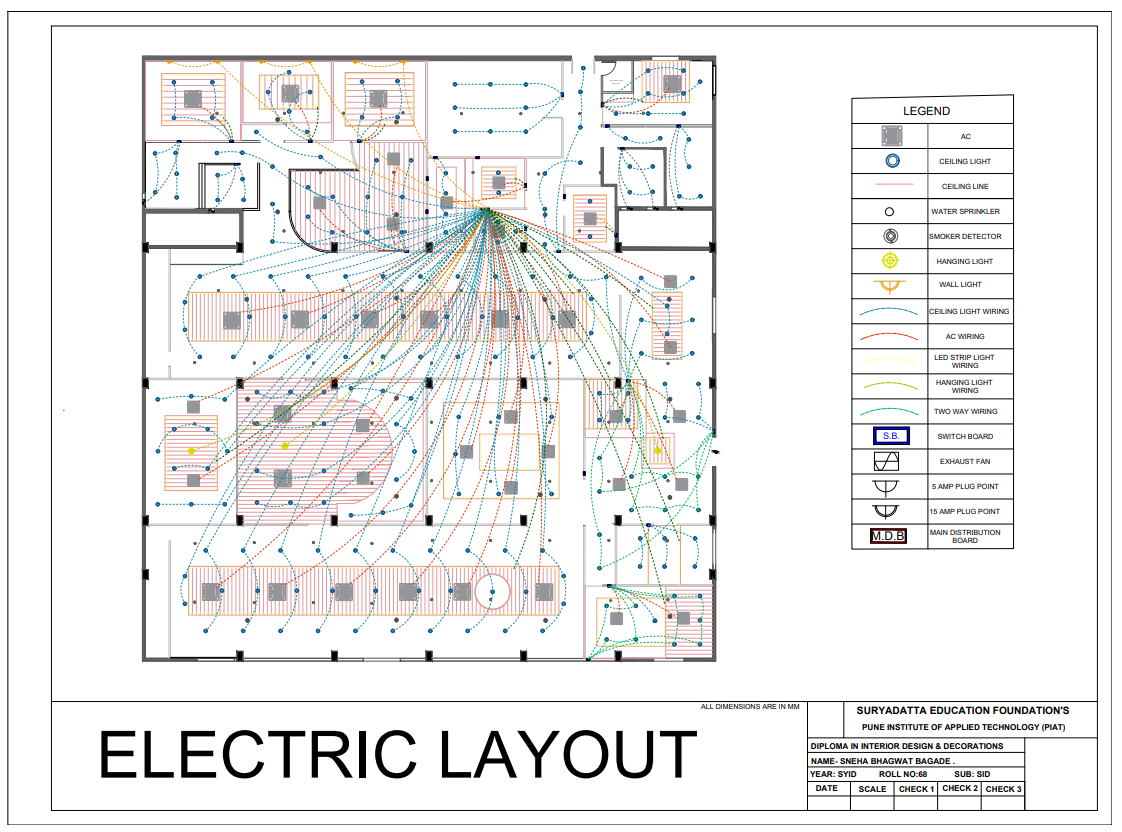 LEGEND
AC
CEILING LIGHT
CEILING LINE
WATER SPRINKLER
SMOKER DETECTOR
HANGING LIGHT
WALL LIGHT
CEILING LIGHT WIRING
AC WIRING
LED STRIP LIGHT
WIRING
HANGING LIGHT
WIRING
TWO WAY WIRING
S.B. SWITCH BOARD
EXHAUST FAN
5 AMP PLUG POINT
15 AMP PLUG POINT
M.D.B MAIN DISTRIBUTION
BOARD
ALL DIMENSIONS ARE IN MM
ELECTRIC LAYOUT
SURYADATTA EDUCATION FOUNDATION'S
PUNE INSTITUTE OF APPLIED TECHNOLOGY (PIAT)
DIPLOMA IN INTERIOR DESIGN & DECORATIONS
NAME- SNEHA BHAGWAT BAGADE .
YEAR: SYID ROLL NO:68 SUB: SID
DATE SCALE CHECK 1 CHECK 2 CHECK 3